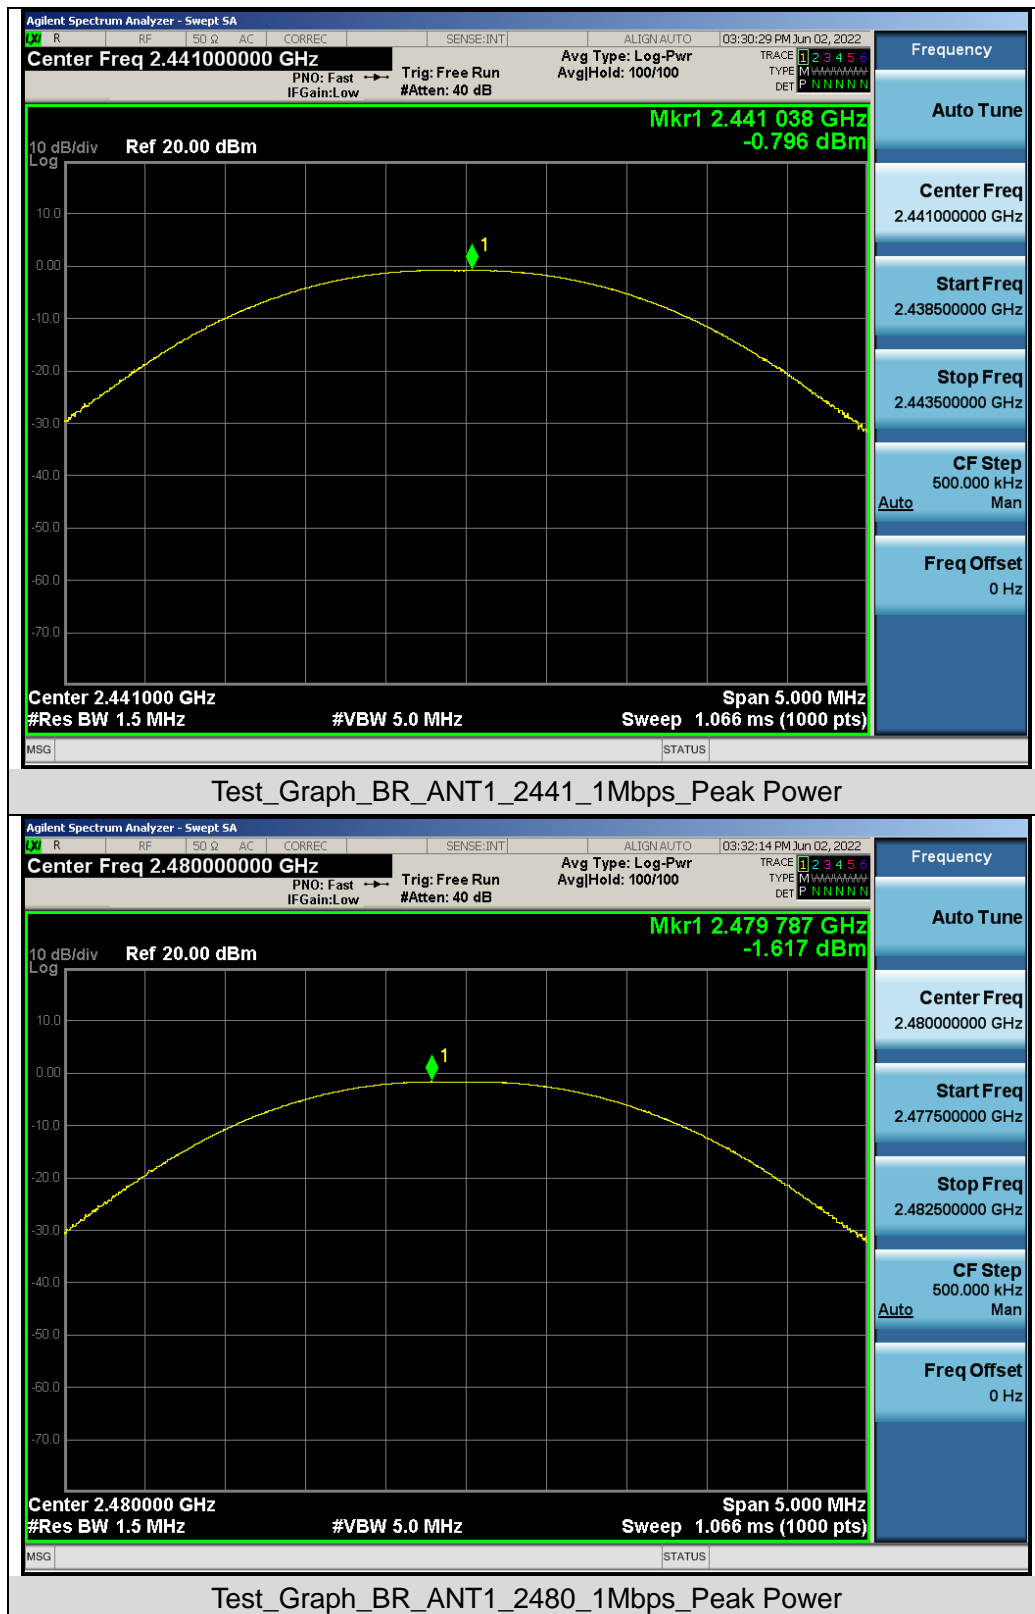 Agilent Spectrum Analyzer - Swept SA
LXI R RF 50 Ω AC CORREC SENSE:INT ALIGN AUTO 03:30:29 PM Jun 02, 2022
Center Freq 2.441000000 GHz
PNO: Fast
IFGain:Low
Trig: Free Run
#Atten: 40 dB
Avg Type: Log-Pwr
Avg|Hold: 100/100
TRACE 1 2 3 4 5 6
TYPE M WWWWW
DET P N N N N N
Mkr1 2.441 038 GHz
-0.796 dBm
10 dB/div Ref 20.00 dBm
Log
10.0
1
0.00
-10.0
-20.0
-30.0
-40.0
-50.0
-60.0
-70.0
Center 2.441000 GHz Span 5.000 MHz
#Res BW 1.5 MHz #VBW 5.0 MHz Sweep 1.066 ms (1000 pts)
MSG STATUS
Frequency
Auto Tune
Center Freq
2.441000000 GHz
Start Freq
2.438500000 GHz
Stop Freq
2.443500000 GHz
CF Step
500.000 kHz
Auto Man
Freq Offset
0 Hz
Test_Graph_BR_ANT1_2441_1Mbps_Peak Power
Agilent Spectrum Analyzer - Swept SA
LXI R RF 50 Ω AC CORREC SENSE:INT ALIGN AUTO 03:32:14 PM Jun 02, 2022
Center Freq 2.480000000 GHz
PNO: Fast
IFGain:Low
Trig: Free Run
#Atten: 40 dB
Avg Type: Log-Pwr
Avg|Hold: 100/100
TRACE 1 2 3 4 5 6
TYPE M WWWWW
DET P N N N N N
Mkr1 2.479 787 GHz
-1.617 dBm
10 dB/div Ref 20.00 dBm
Log
10.0
1
0.00
-10.0
-20.0
-30.0
-40.0
-50.0
-60.0
-70.0
Center 2.480000 GHz Span 5.000 MHz
#Res BW 1.5 MHz #VBW 5.0 MHz Sweep 1.066 ms (1000 pts)
MSG STATUS
Frequency
Auto Tune
Center Freq
2.480000000 GHz
Start Freq
2.477500000 GHz
Stop Freq
2.482500000 GHz
CF Step
500.000 kHz
Auto Man
Freq Offset
0 Hz
Test_Graph_BR_ANT1_2480_1Mbps_Peak Power